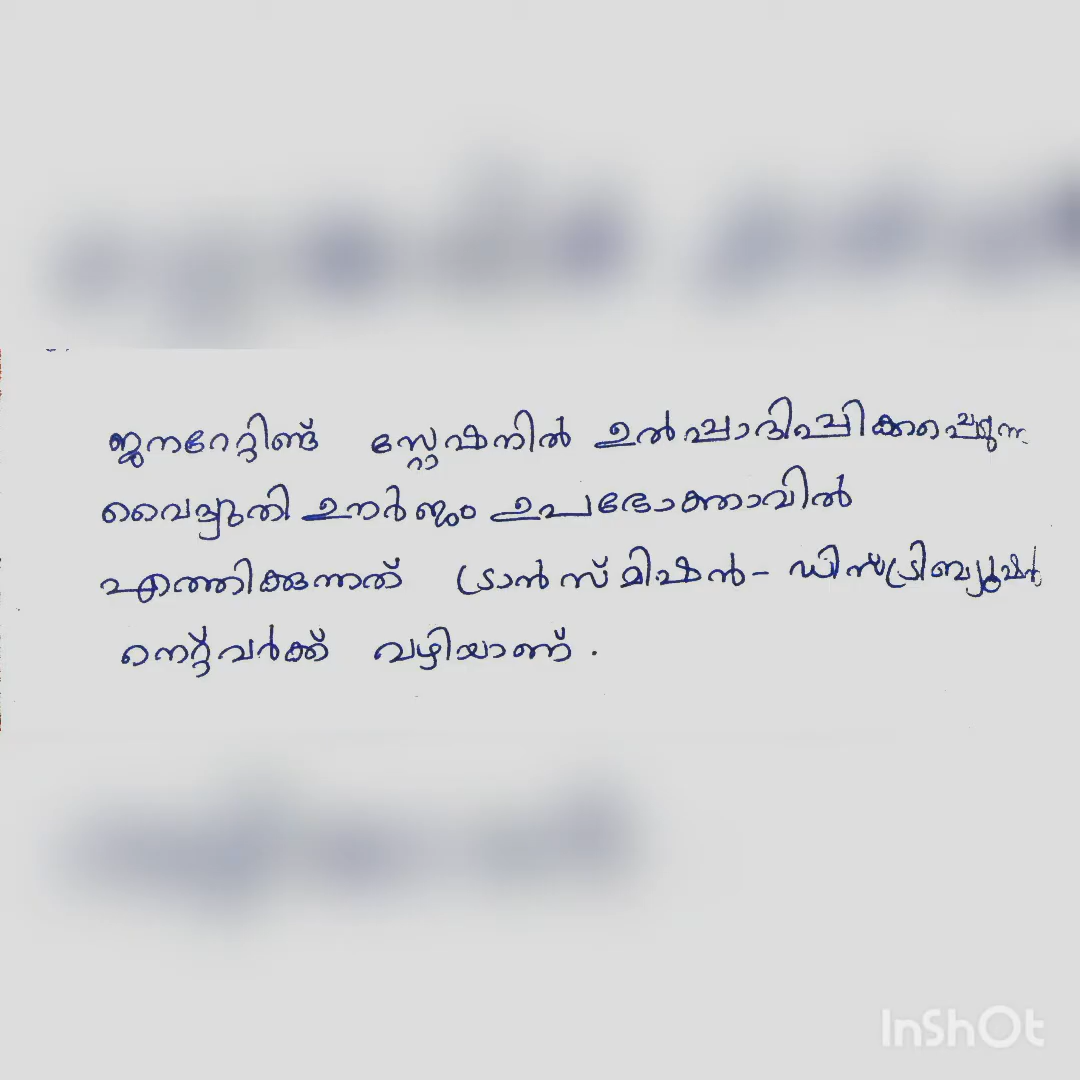 ജനറേറ്റിങ് സ്റ്റേഷനിൽ ഉൽപ്പാദിപ്പിക്കപ്പെടുന്ന
വൈദ്യുതി ഊർജം ഉപഭോക്താവിൽ
എത്തിക്കുന്നത് ട്രാൻസ്മിഷൻ - ഡിസ്ട്രിബ്യൂഷൻ
നെറ്റ്‌വർക്ക് വഴിയാണ്.
InShOt